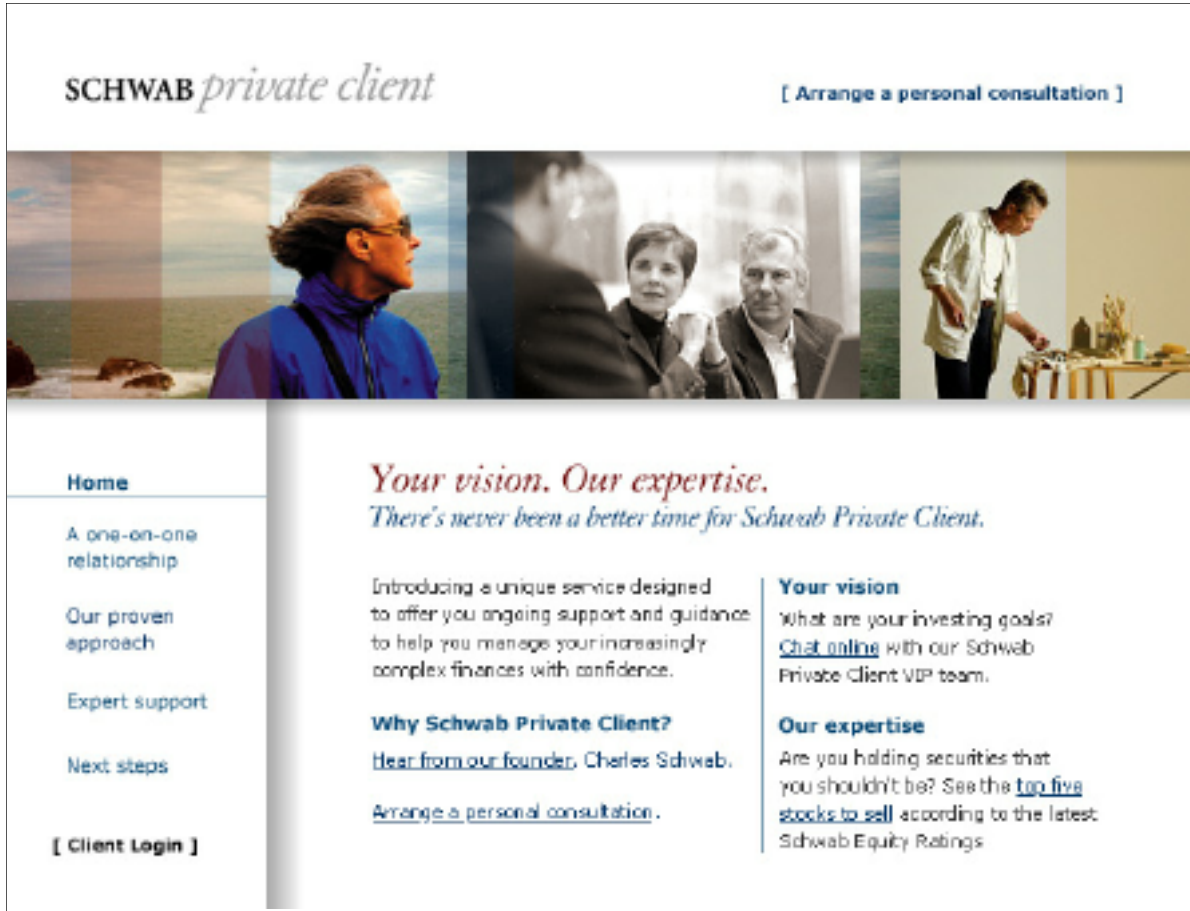 SCHWAB private client
[ Arrange a personal consultation ]
Home
A one-on-one
relationship
Our proven
approach
Expert support
Next steps
[ Client Login ]
Your vision. Our expertise.
There's never been a better time for Schwab Private Client.
Introducing a unique service designed
to offer you ongoing support and guidance
to help you manage your increasingly
complex finances with confidence.
Why Schwab Private Client?
Hear from our founder, Charles Schwab.
Arrange a personal consultation.
Your vision
What are your investing goals?
Chat online with our Schwab
Private Client VIP team.
Our expertise
Are you holding securities that
you shouldn't be? See the top five
stocks to sell according to the latest
Schwab Equity Ratings